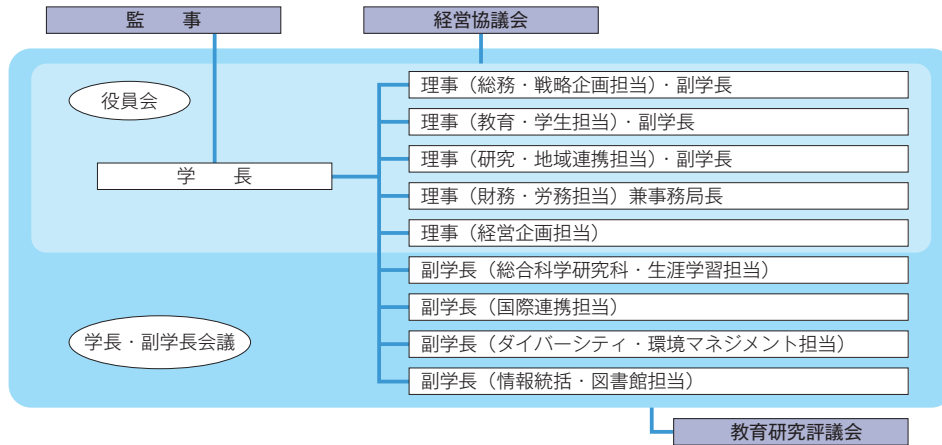 監　事
経営協議会
役員会
学　長
理事（総務・戦略企画担当）・副学長
理事（教育・学生担当）・副学長
理事（研究・地域連携担当）・副学長
理事（財務・労務担当）兼事務局長
理事（経営企画担当）
副学長（総合科学研究科・生涯学習担当）
副学長（国際連携担当）
学長・副学長会議
副学長（ダイバーシティ・環境マネジメント担当）
副学長（情報統括・図書館担当）
教育研究評議会